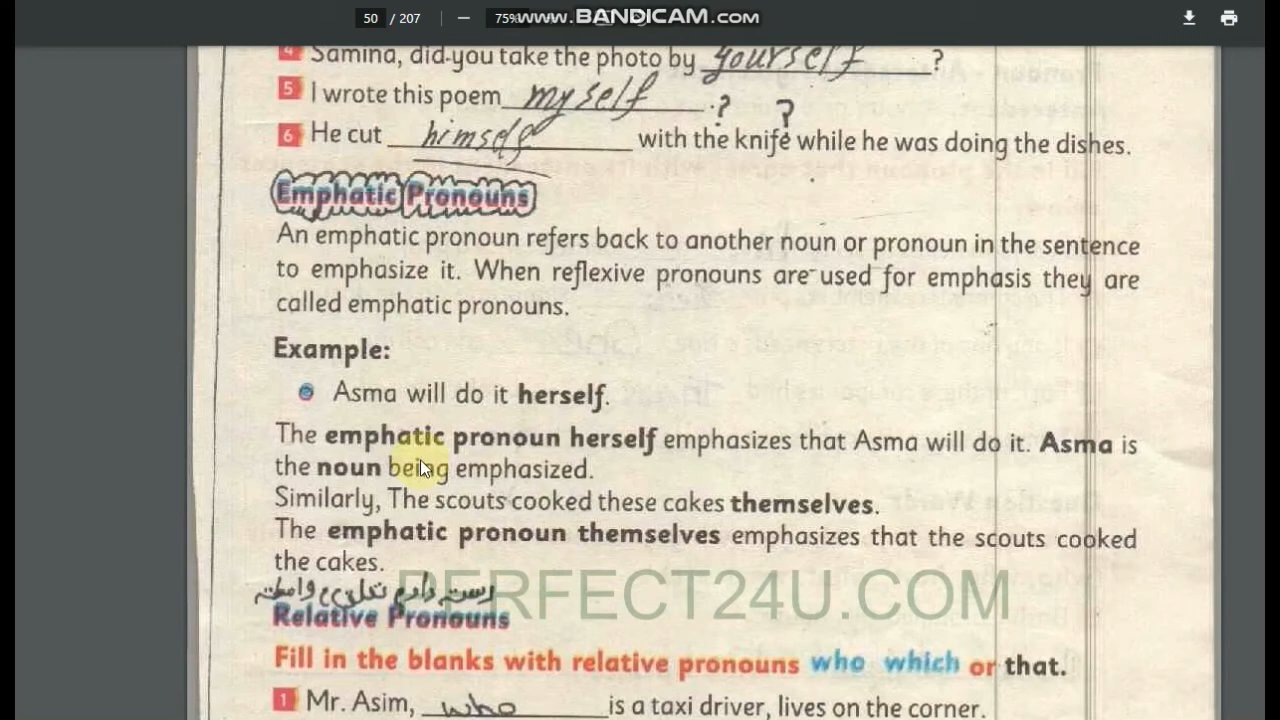 50 / 207 — 75% www.BANDICAM.com
4 Samina, did you take the photo by yourself ?
5 I wrote this poem myself ? ?
6 He cut himself with the knife while he was doing the dishes.
Emphatic Pronouns
An emphatic pronoun refers back to another noun or pronoun in the sentence
to emphasize it. When reflexive pronouns are used for emphasis they are
called emphatic pronouns.
Example:
Asma will do it herself.
The emphatic pronoun herself emphasizes that Asma will do it. Asma is
the noun being emphasized.
Similarly, The scouts cooked these cakes themselves.
The emphatic pronoun themselves emphasizes that the scouts cooked
the cakes.
PERFECT24U.COM
Relative Pronouns
Fill in the blanks with relative pronouns who which or that.
1 Mr. Asim, who is a taxi driver, lives on the corner.